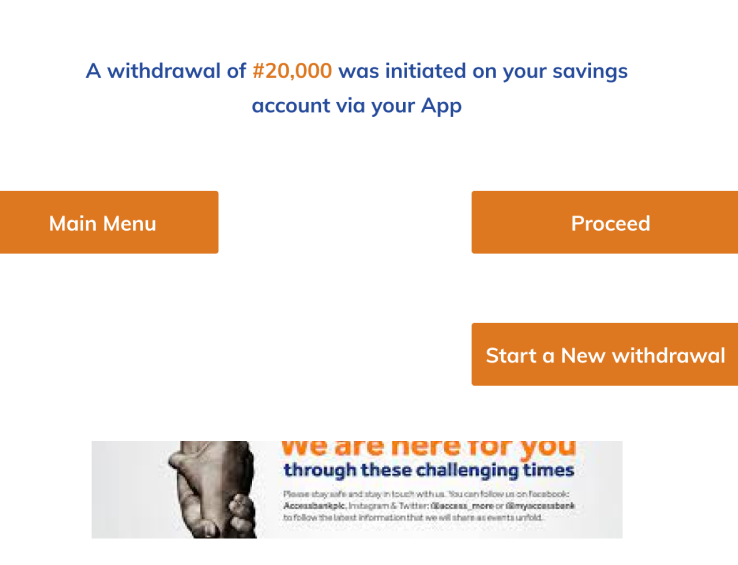 A withdrawal of #20,000 was initiated on your savings
account via your App
Main Menu
Proceed
Start a New withdrawal
We are here for you
through these challenging times
Please stay safe and stay in touch with us. You can follow us on Facebook:
Accessbankplc, Instagram & Twitter: @access_more or @myaccessbank
to follow the latest information that we will share as events unfold.